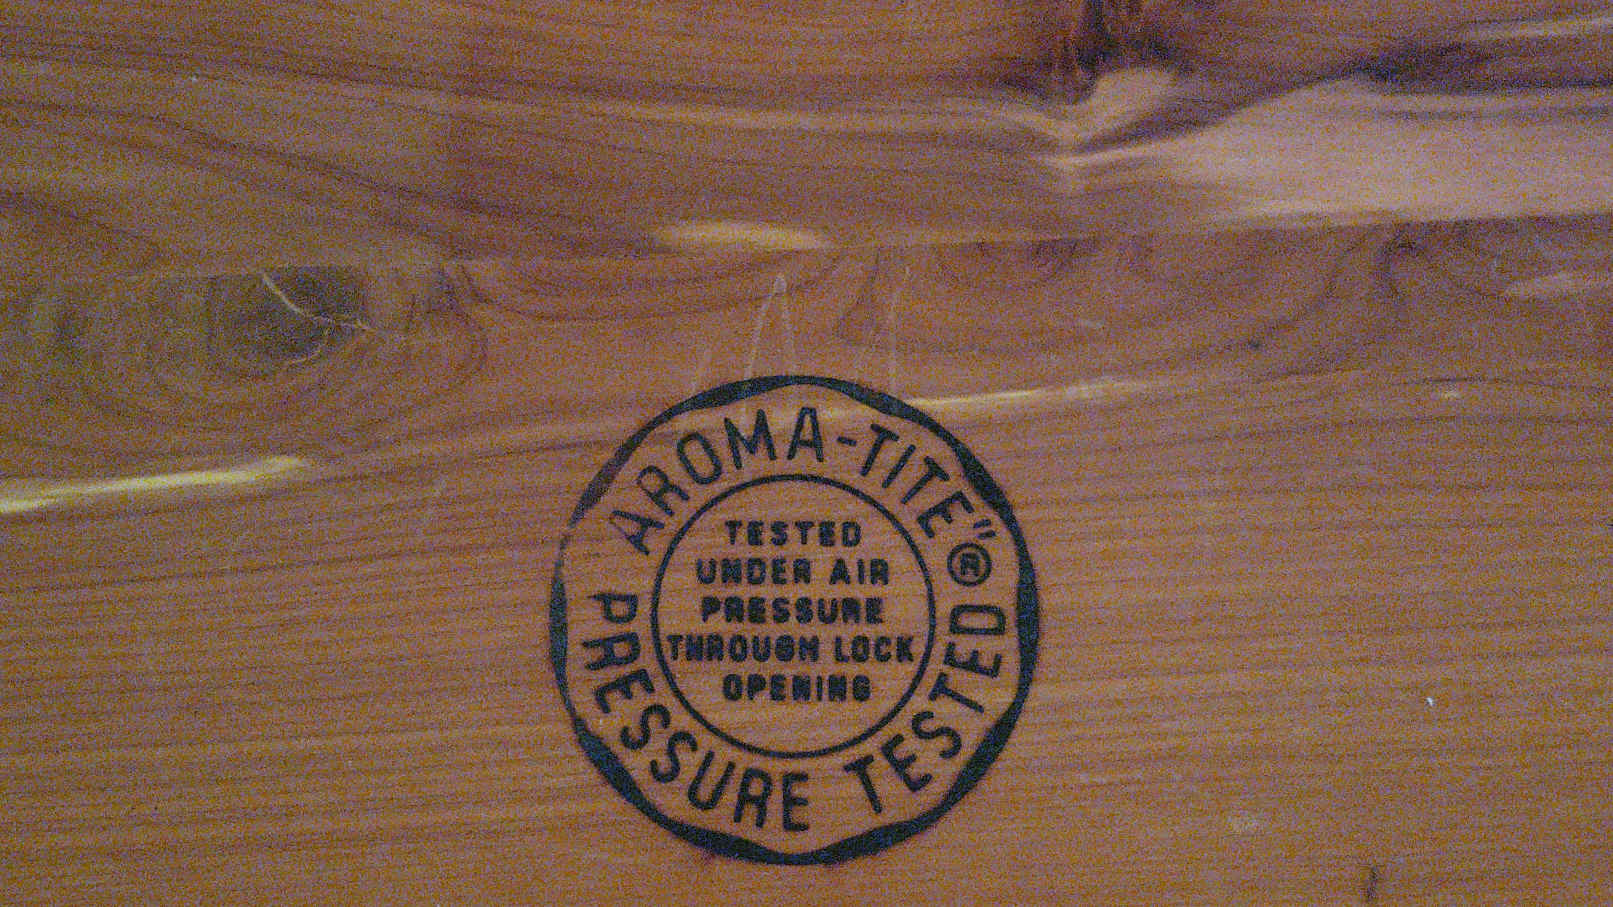 AROMA-TITE"®
TESTED
UNDER AIR
PRESSURE
THROUGH LOCK
OPENING
PRESSURE TESTED